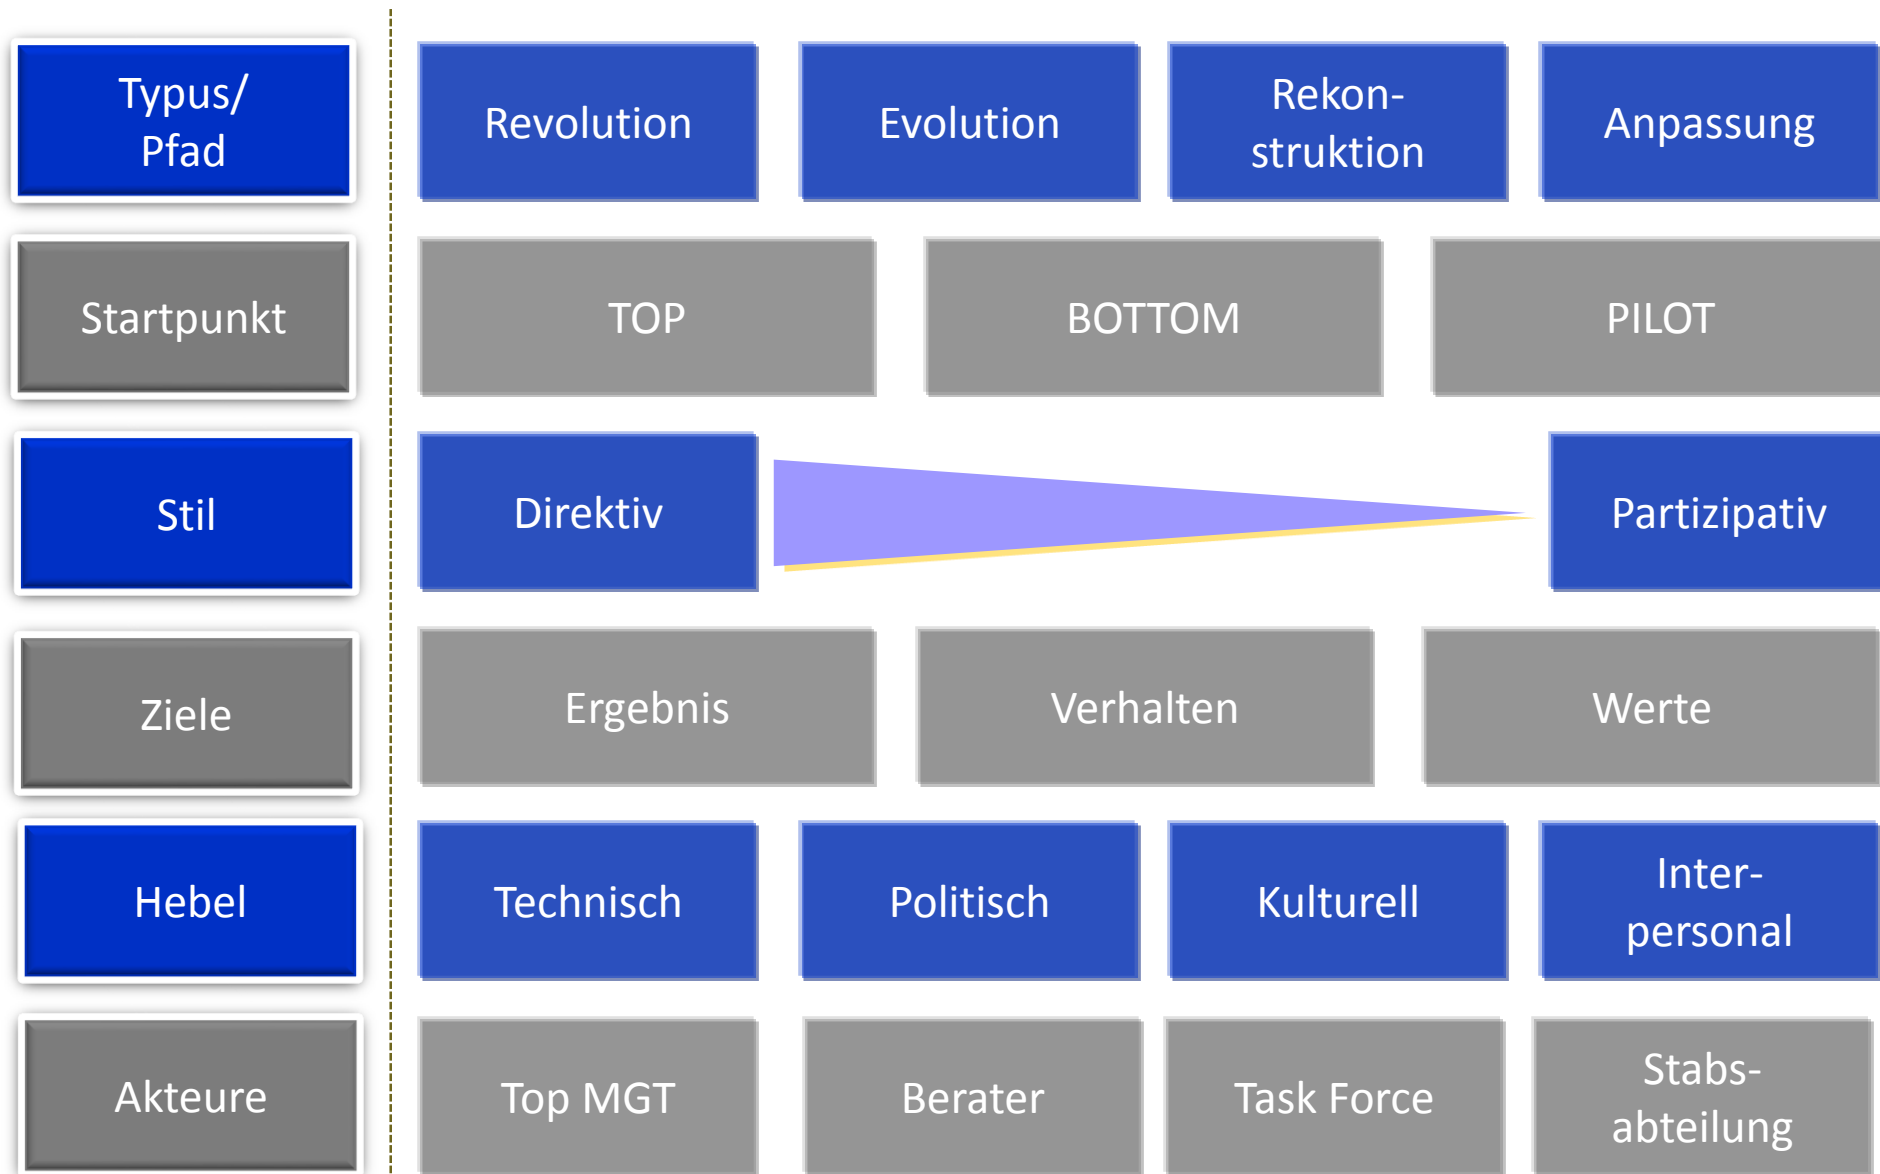 Typus/
Pfad
Revolution
Evolution
Rekon-
struktion
Anpassung
Startpunkt
TOP
BOTTOM
PILOT
Stil
Direktiv
Partizipativ
Ziele
Ergebnis
Verhalten
Werte
Hebel
Technisch
Politisch
Kulturell
Inter-
personal
Akteure
Top MGT
Berater
Task Force
Stabs-
abteilung